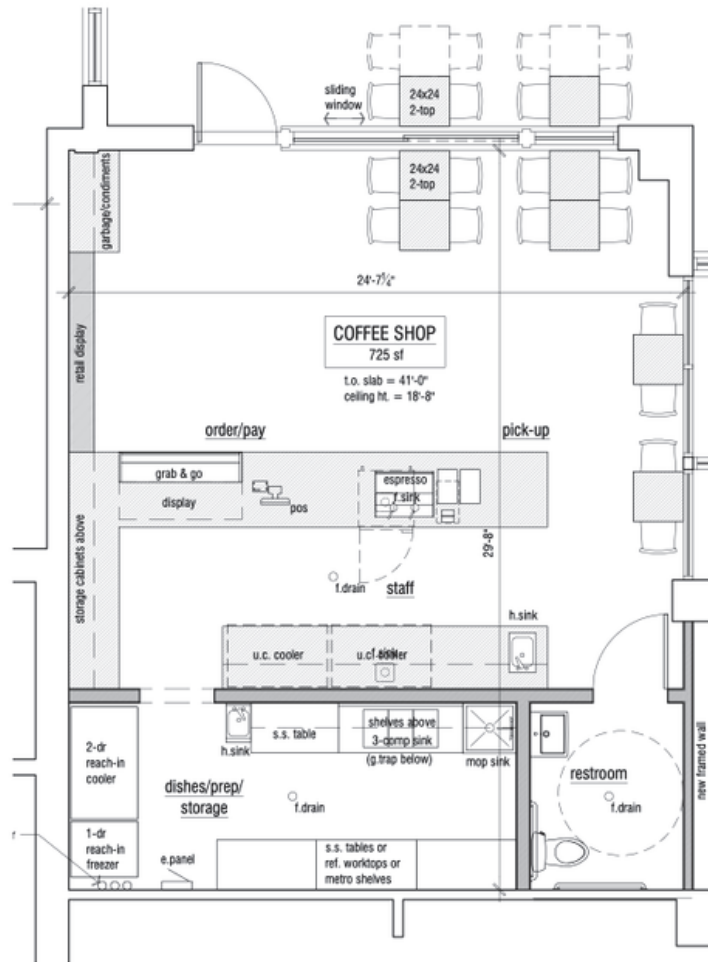 sliding
window
24x24
2-top
24x24
2-top
garbage/condiments
24'-7¼"
COFFEE SHOP
725 sf
t.o. slab = 41'-0"
ceiling ht. = 18'-8"
retail display
order/pay
pick-up
grab & go
display
pos
espresso
f.sink
29'-8"
storage cabinets above
f.drain
staff
h.sink
u.c. cooler
u.c. cooler
f.sink
2-dr
reach-in
cooler
h.sink
s.s. table
shelves above
3-comp sink
(g.trap below)
mop sink
restroom
f.drain
new framed wall
dishes/prep/
storage
f.drain
1-dr
reach-in
freezer
e.panel
s.s. tables or
ref. worktops or
metro shelves